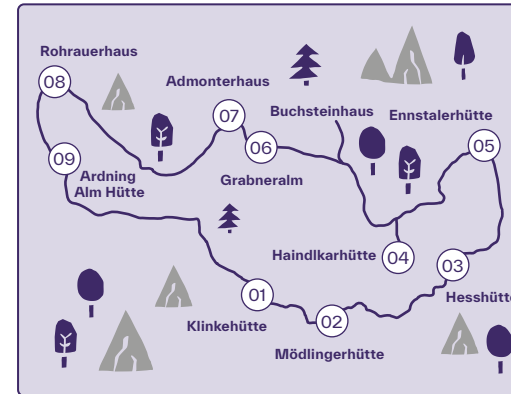 Rohrauerhaus
08
Admonterhaus
07
Buchsteinhaus
Ennstalerhütte
05
06
09
Ardning
Alm Hütte
Grabneralm
Haindlkarhütte
04
03
01
Hesshütte
Klinkehütte
02
Mödlingerhütte